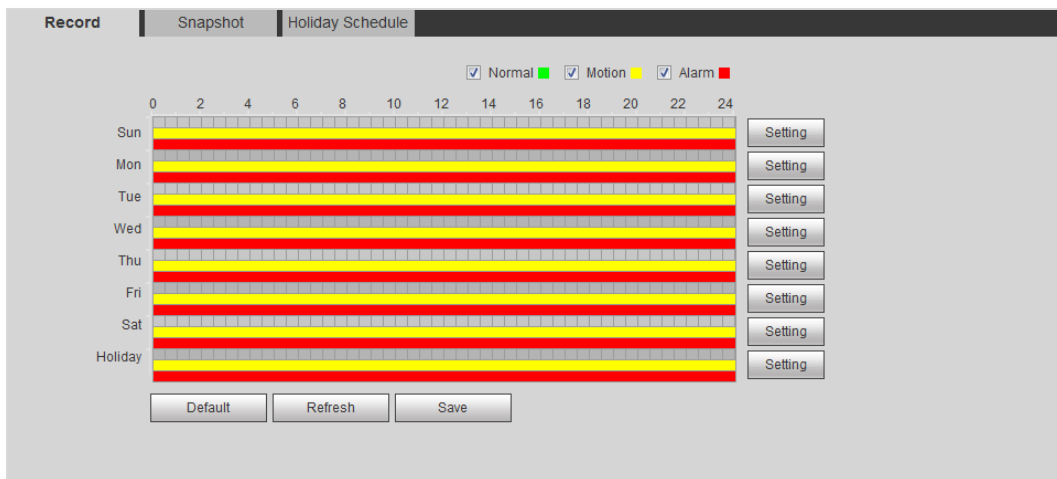 Record Snapshot Holiday Schedule
Normal Motion Alarm
0 2 4 6 8 10 12 14 16 18 20 22 24
Sun Setting
Mon Setting
Tue Setting
Wed Setting
Thu Setting
Fri Setting
Sat Setting
Holiday Setting
Default Refresh Save